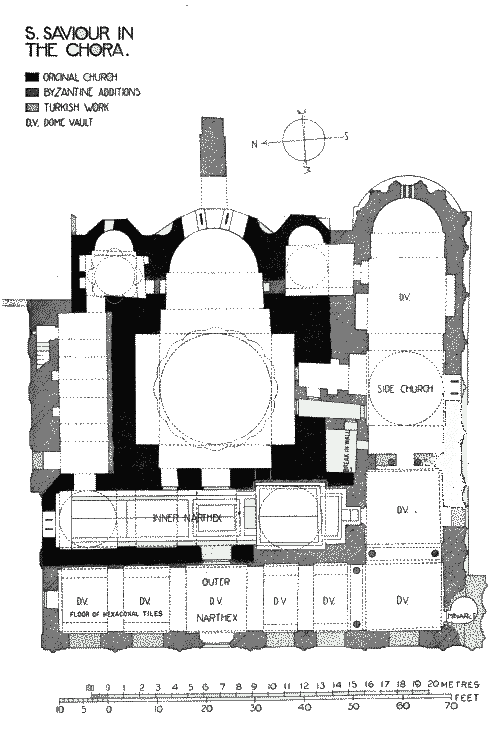 S. SAVIOUR IN
THE CHORA.
ORIGINAL CHURCH
BYZANTINE ADDITIONS
TURKISH WORK
D.V. DOME VAULT
N
S
D.V.
SIDE CHURCH
BREAK IN WALL
INNER NARTHEX
D.V.
OUTER
D.V. D.V. D.V. D.V. D.V. D.V.
FLOOR OF HEXAGONAL TILES
NARTHEX
MINARET
0 1 2 3 4 5 6 7 8 9 10 11 12 13 14 15 16 17 18 19 20 METRES
FEET
10 5 0 10 20 30 40 50 60 70